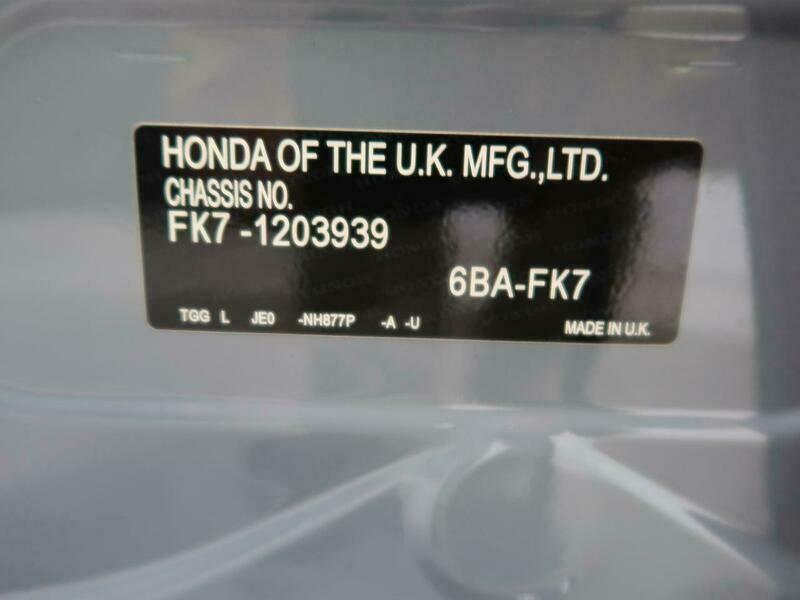 HONDA OF THE U.K. MFG.,LTD.
CHASSIS NO.
FK7 -1203939
6BA-FK7
TGG L JE0 -NH877P -A -U
MADE IN U.K.